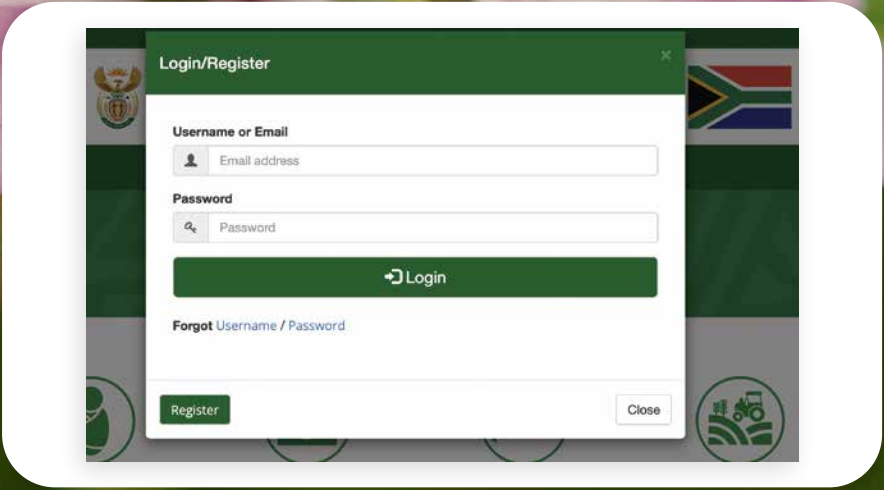 Login/Register
×
Username or Email
Email address
Password
Password
Login
Forgot Username / Password
Register
Close